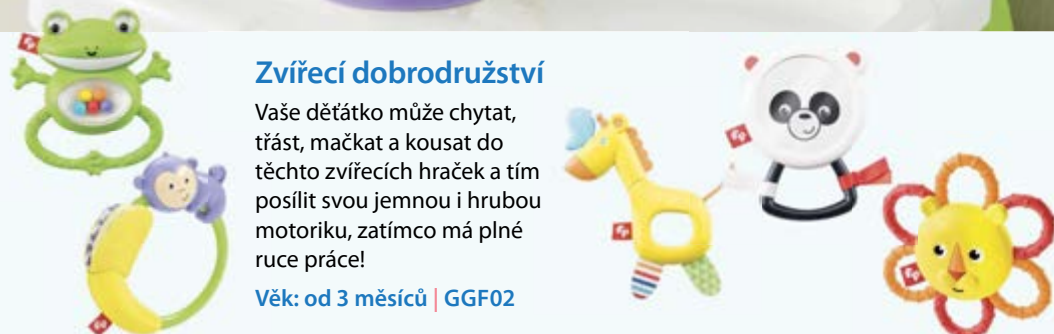 Zvířecí dobrodružství
Vaše děťátko může chytat,
třást, mačkat a kousat do
těchto zvířecích hraček a tím
posílit svou jemnou i hrubou
motoriku, zatímco má plné
ruce práce!
Věk: od 3 měsíců | GGF02